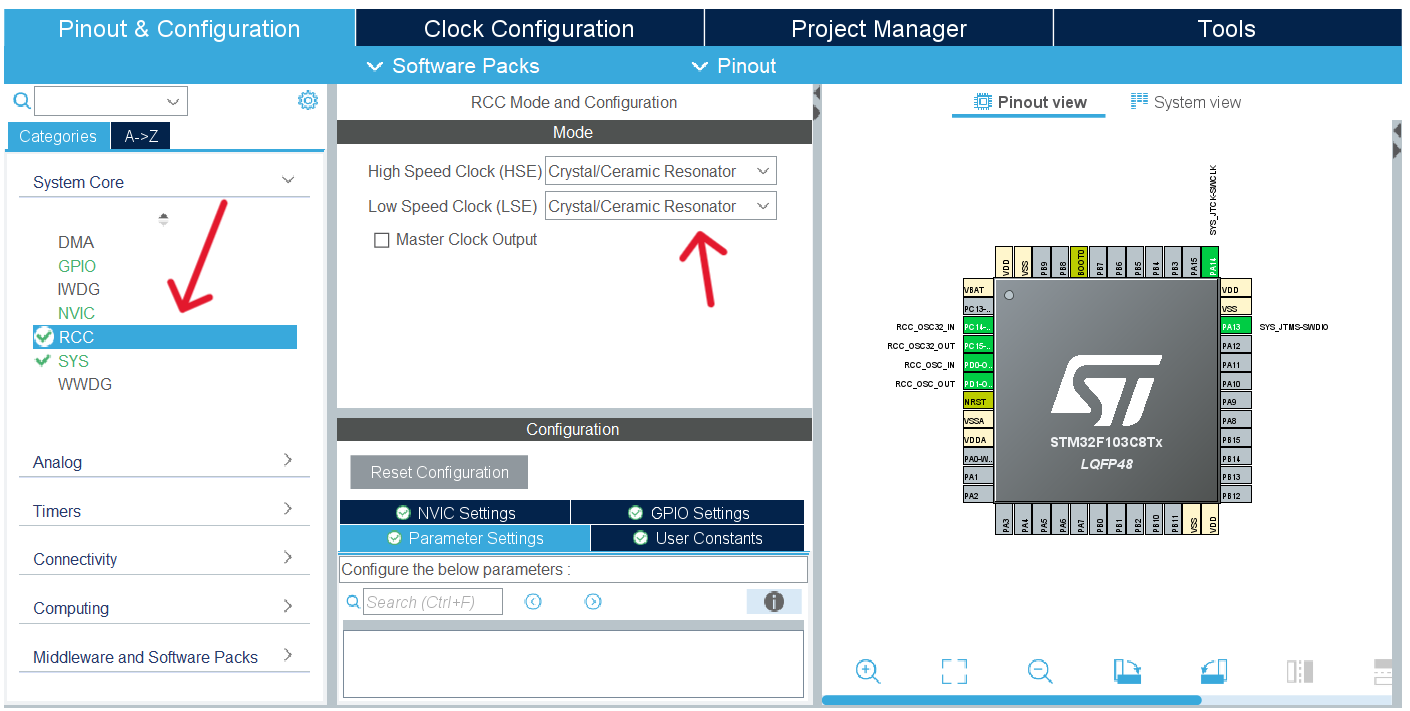 Pinout & Configuration
Clock Configuration
Project Manager
Tools
Software Packs
Pinout
Categories
A->Z
System Core
DMA
GPIO
IWDG
NVIC
RCC
SYS
WWDG
Analog
Timers
Connectivity
Computing
Middleware and Software Packs
RCC Mode and Configuration
Mode
High Speed Clock (HSE) Crystal/Ceramic Resonator
Low Speed Clock (LSE) Crystal/Ceramic Resonator
Master Clock Output
Configuration
Reset Configuration
NVIC Settings
GPIO Settings
Parameter Settings
User Constants
Configure the below parameters :
Search (Ctrl+F)
Pinout view
System view
SYS_JTCK-SWCLK
VDD
VSS
PB9
PB8
BOOT0
PB7
PB6
PB5
PB4
PB3
PA15
PA14
VBAT
PC13-..
RCC_OSC32_IN PC14-..
RCC_OSC32_OUT PC15-..
RCC_OSC_IN PD0-O..
RCC_OSC_OUT PD1-O..
NRST
VSSA
VDDA
PA0-W..
PA1
PA2
ST
STM32F103C8Tx
LQFP48
VDD
VSS
PA13 SYS_JTMS-SWDIO
PA12
PA11
PA10
PA9
PA8
PB15
PB14
PB13
PB12
PA3
PA4
PA5
PA6
PA7
PB0
PB1
PB2
PB10
PB11
VSS
VDD